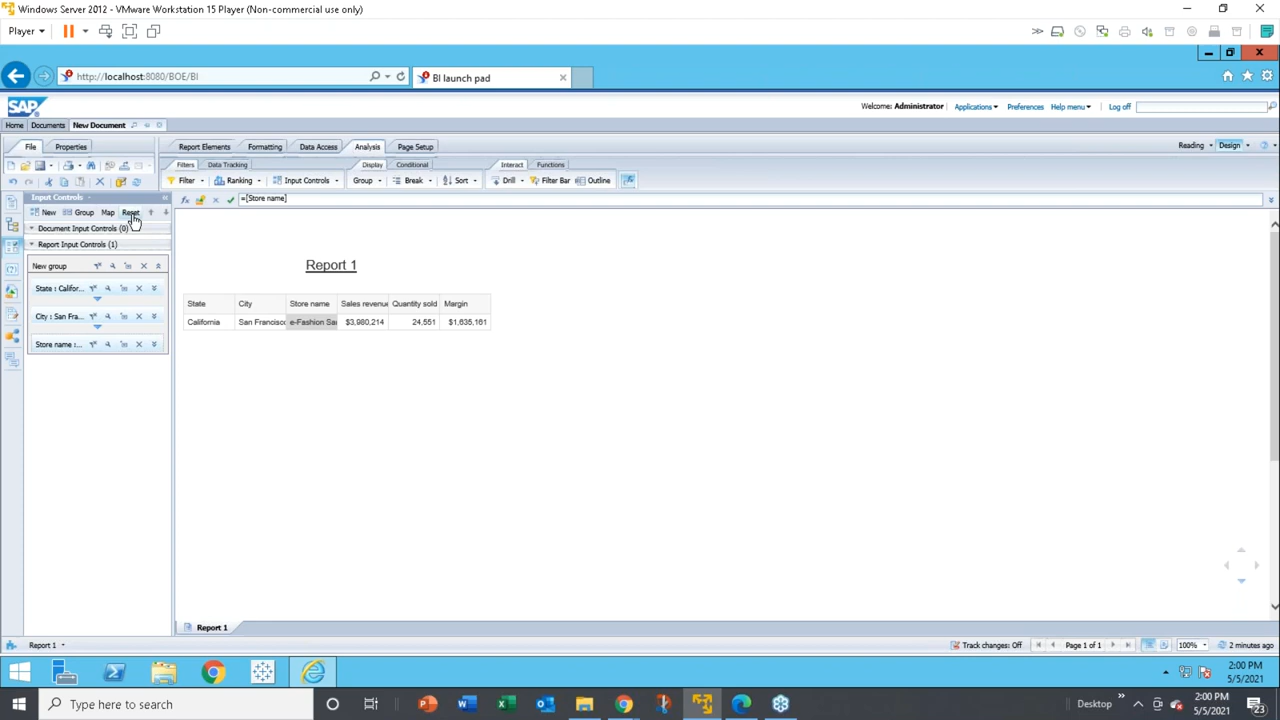 Windows Server 2012 - VMware Workstation 15 Player (Non-commercial use only)
Player
http://localhost:8080/BOE/BI
BI launch pad
SAP
Welcome: Administrator
Applications
Preferences
Help menu
Log off
Home
Documents
New Document
File
Properties
Report Elements
Formatting
Data Access
Analysis
Page Setup
Reading
Design
Filters
Data Tracking
Display
Conditional
Interact
Functions
Filter
Ranking
Input Controls
Group
Break
Sort
Drill
Filter Bar
Outline
Input Controls
=[Store name]
New
Group
Map
Reset
Document Input Controls (0)
Report Input Controls (1)
New group
State : Califor...
City : San Fra...
Store name :...
Report 1
State City Store name Sales revenue Quantity sold Margin
California San Francisco e-Fashion Sa $3,980,214 24,551 $1,635,161
Report 1
Report 1
Track changes: Off
Page 1 of 1
100%
2 minutes ago
2:00 PM
5/5/2021
Type here to search
Desktop
2:00 PM
5/5/2021
23